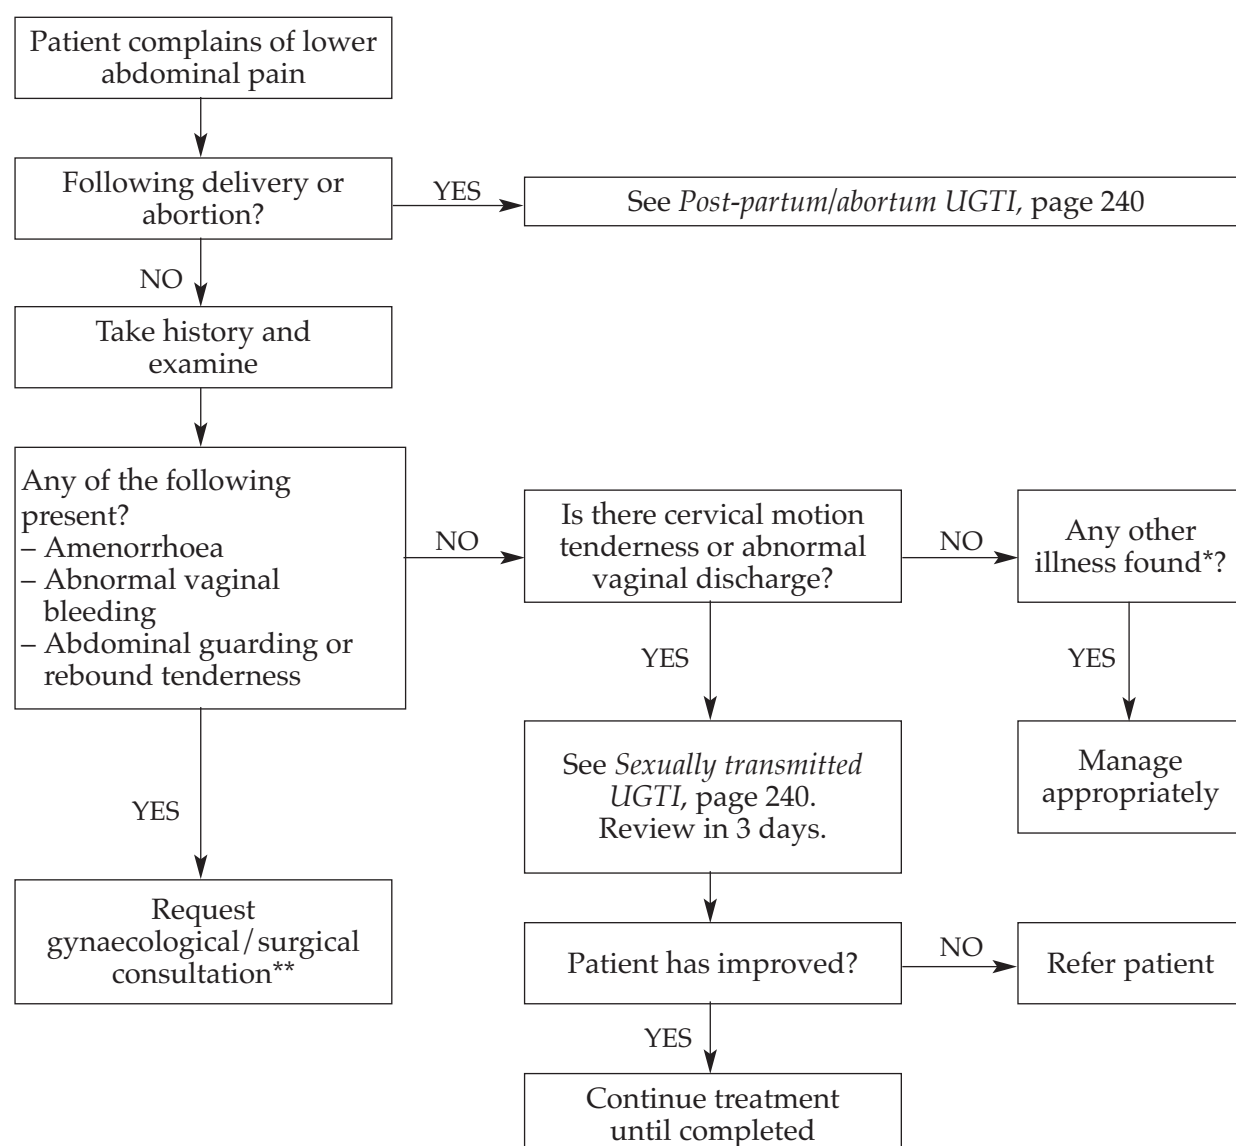 Patient complains of lower
abdominal pain
Following delivery or
abortion?
YES
See Post-partum/abortum UGTI, page 240
NO
Take history and
examine
Any of the following
present?
– Amenorrhoea
– Abnormal vaginal
bleeding
– Abdominal guarding or
rebound tenderness
NO
Is there cervical motion
tenderness or abnormal
vaginal discharge?
NO
Any other
illness found*?
YES
YES
YES
See Sexually transmitted
UGTI, page 240.
Review in 3 days.
Manage
appropriately
Request
gynaecological/surgical
consultation**
Patient has improved?
NO
Refer patient
YES
Continue treatment
until completed